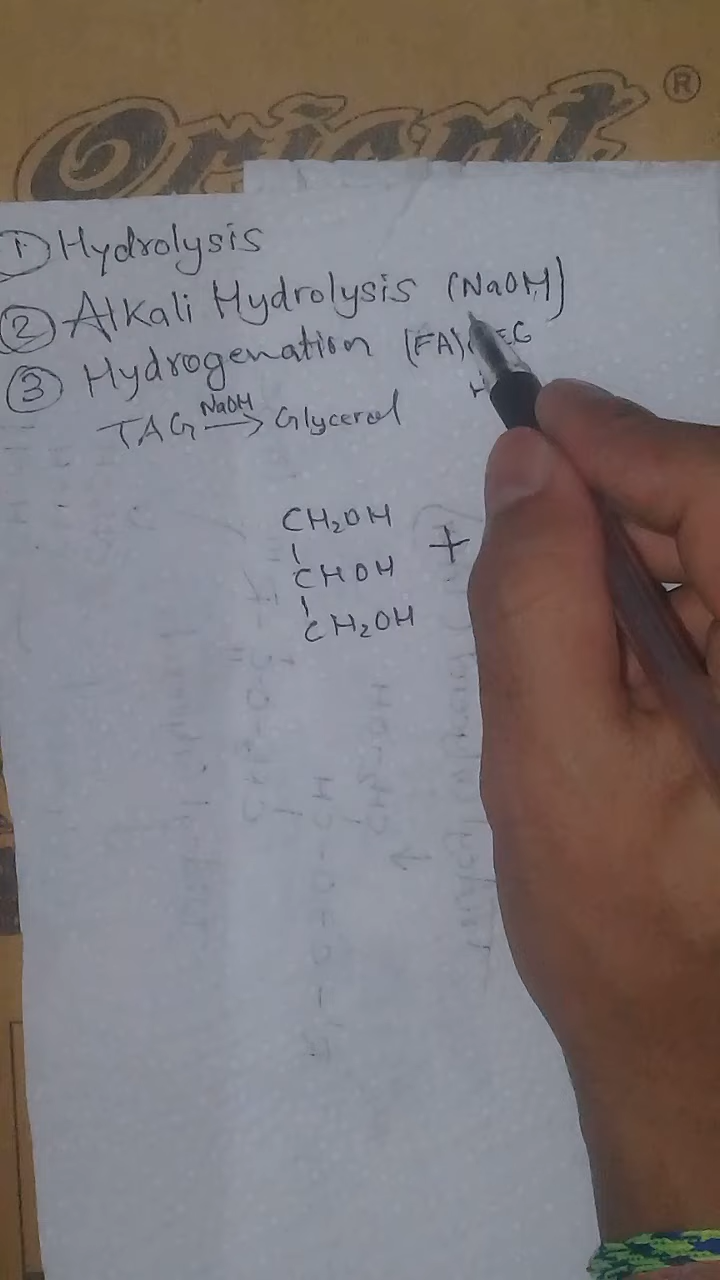 Orient ®
1. Hydrolysis
2 Alkali Hydrolysis (NaOH)
3 Hydrogenation (FA)
TAG NaOH → Glycerol
CH₂OH
CHOH +
CH₂OH